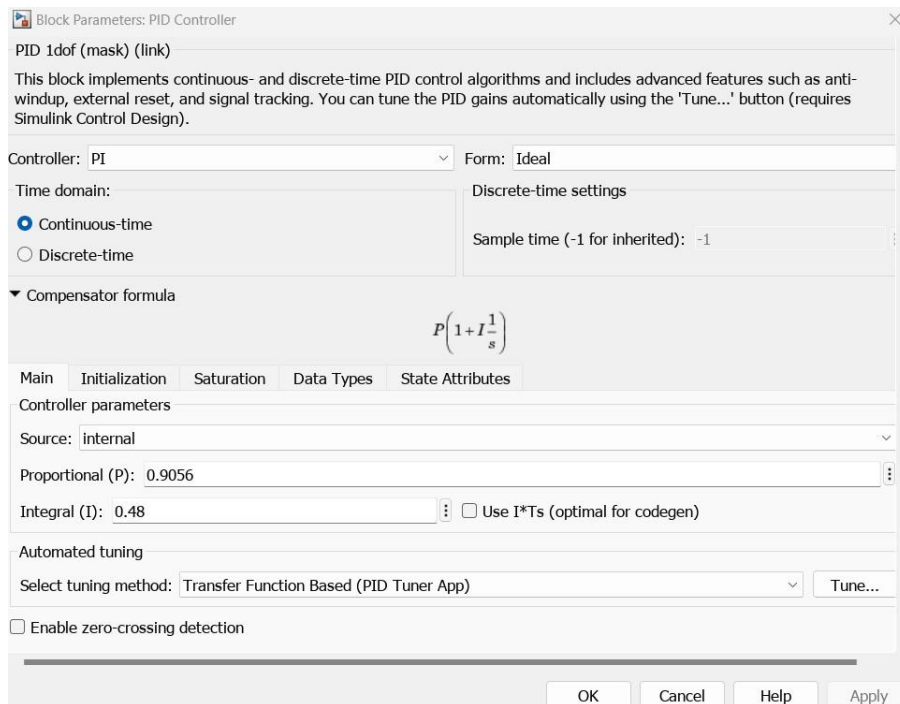 Block Parameters: PID Controller
PID 1dof (mask) (link)
This block implements continuous- and discrete-time PID control algorithms and includes advanced features such as anti-
windup, external reset, and signal tracking. You can tune the PID gains automatically using the 'Tune...' button (requires
Simulink Control Design).
Controller: PI Form: Ideal
Time domain: Discrete-time settings
Continuous-time
Sample time (-1 for inherited): -1
Discrete-time
Compensator formula
P(1+I1/s)
Main Initialization Saturation Data Types State Attributes
Controller parameters
Source: internal
Proportional (P): 0.9056
Integral (I): 0.48 Use I*Ts (optimal for codegen)
Automated tuning
Select tuning method: Transfer Function Based (PID Tuner App) Tune...
Enable zero-crossing detection
OK Cancel Help Apply